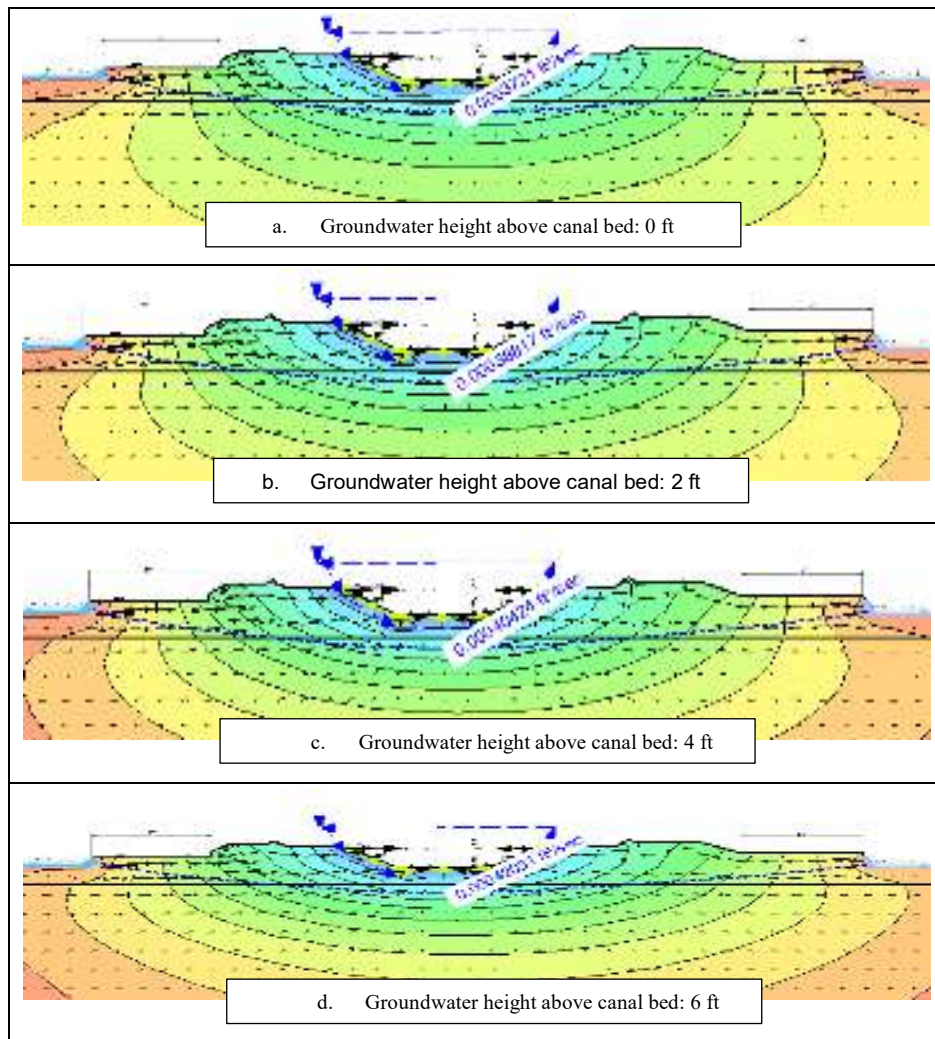 a. Groundwater height above canal bed: 0 ft
b. Groundwater height above canal bed: 2 ft
c. Groundwater height above canal bed: 4 ft
d. Groundwater height above canal bed: 6 ft